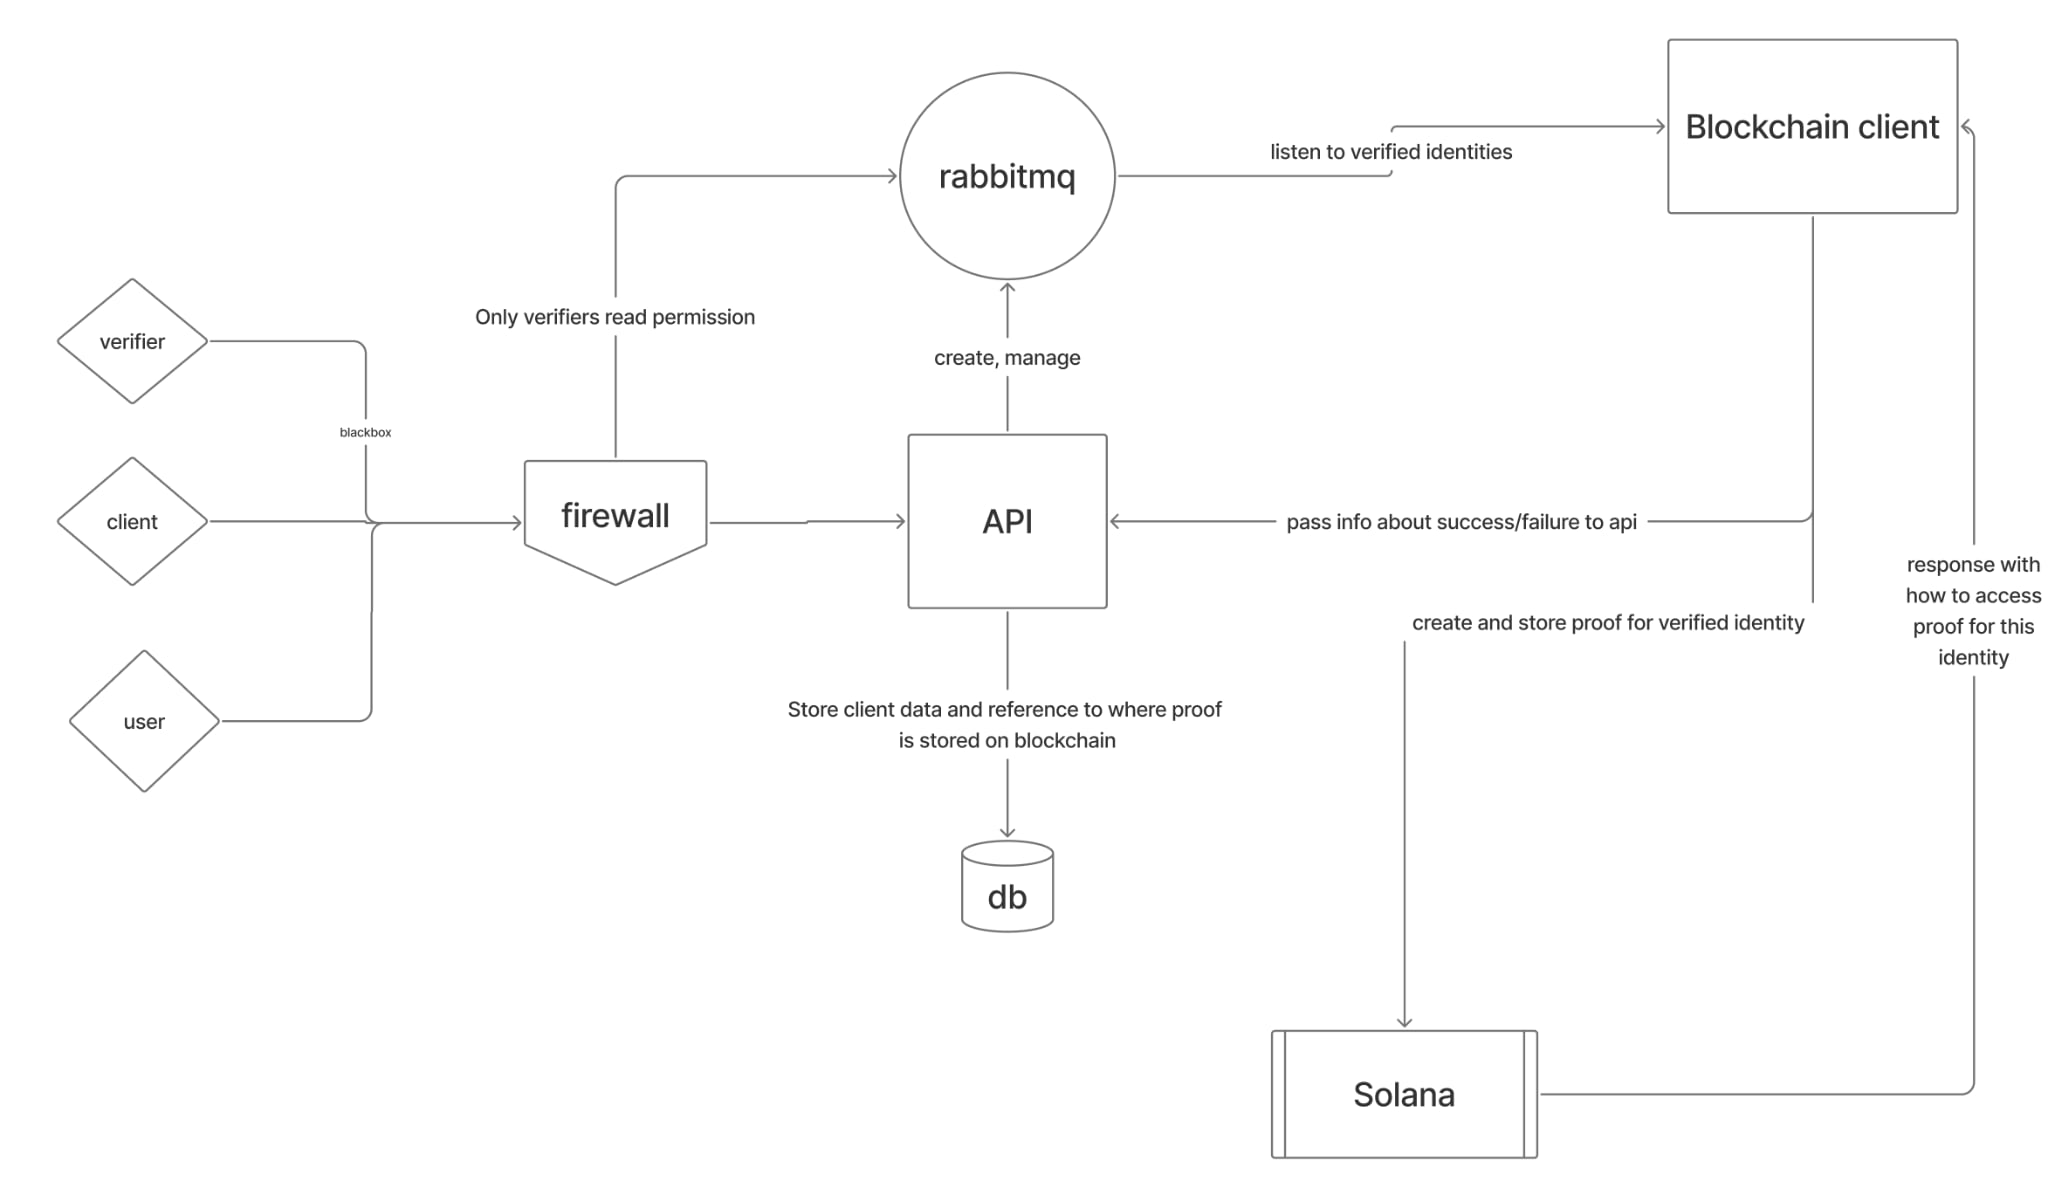 Blockchain client
rabbitmq
listen to verified identities
Only verifiers read permission
verifier
create, manage
blackbox
client
firewall
API
pass info about success/failure to api
response with
how to access
proof for this
identity
create and store proof for verified identity
user
Store client data and reference to where proof
is stored on blockchain
db
Solana